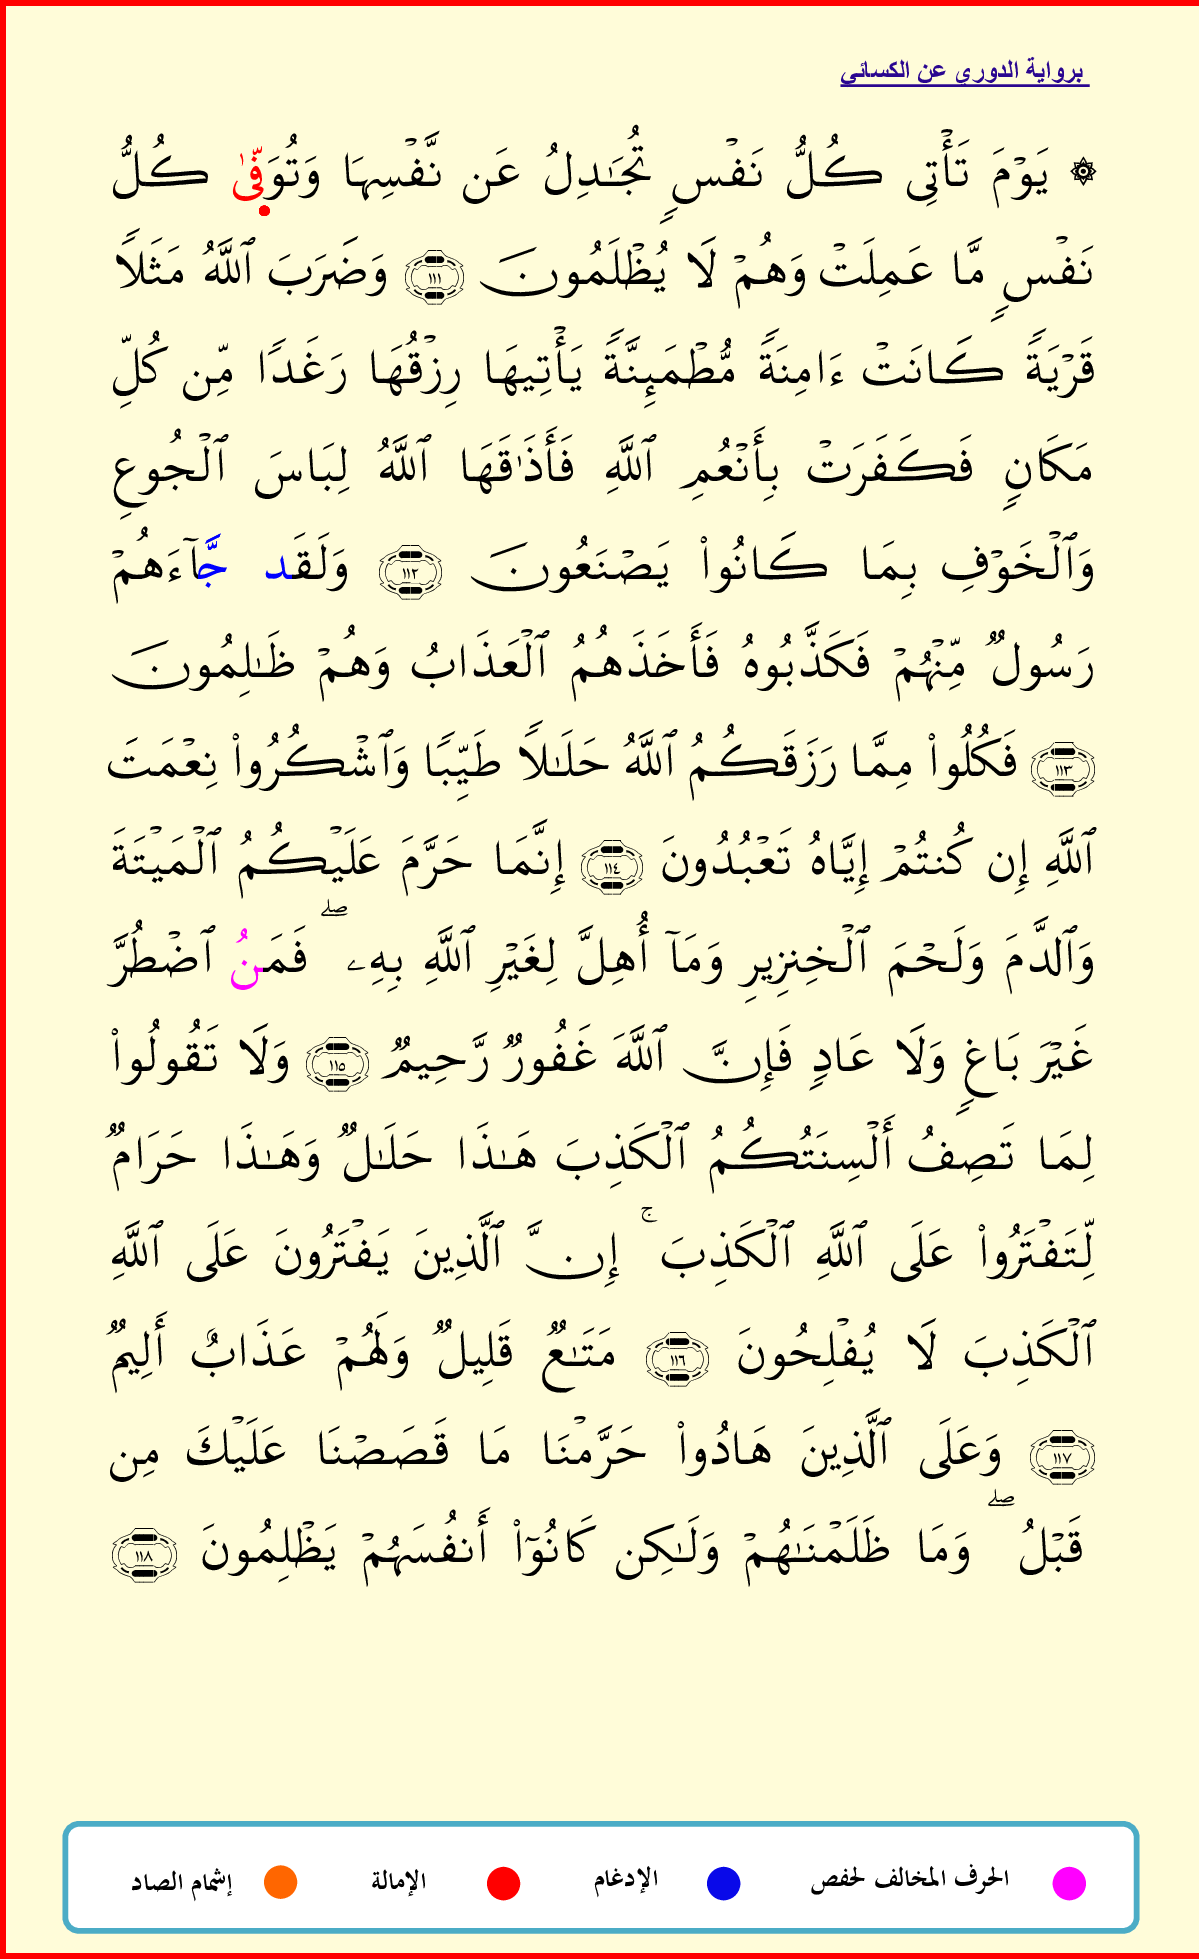 برواية الدوري عن الكسائي
۞ يَوْمَ تَأْتِى كُلُّ نَفْسٍ تُجَـٰدِلُ عَن نَّفْسِهَا وَتُوَفّۭىٰ كُلُّ
نَفْسٍ مَّا عَمِلَتْ وَهُمْ لَا يُظْلَمُونَ ١١١ وَضَرَبَ ٱللَّهُ مَثَلًا
قَرْيَةً كَانَتْ ءَامِنَةً مُّطْمَئِنَّةً يَأْتِيهَا رِزْقُهَا رَغَدًا مِّن كُلِّ
مَكَانٍ فَكَفَرَتْ بِأَنْعُمِ ٱللَّهِ فَأَذَٰقَهَا ٱللَّهُ لِبَاسَ ٱلْجُوعِ
وَٱلْخَوْفِ بِمَا كَانُوا۟ يَصْنَعُونَ ١١٢ وَلَقَد جَّآءَهُمْ
رَسُولٌ مِّنْهُمْ فَكَذَّبُوهُ فَأَخَذَهُمُ ٱلْعَذَابُ وَهُمْ ظَـٰلِمُونَ
١١٣ فَكُلُوا۟ مِمَّا رَزَقَكُمُ ٱللَّهُ حَلَـٰلًا طَيِّبًا وَٱشْكُرُوا۟ نِعْمَتَ
ٱللَّهِ إِن كُنتُمْ إِيَّاهُ تَعْبُدُونَ ١١٤ إِنَّمَا حَرَّمَ عَلَيْكُمُ ٱلْمَيْتَةَ
وَٱلدَّمَ وَلَحْمَ ٱلْخِنزِيرِ وَمَآ أُهِلَّ لِغَيْرِ ٱللَّهِ بِهِۦ ۖ فَمَنُ ٱضْطُرَّ
غَيْرَ بَاغٍ وَلَا عَادٍ فَإِنَّ ٱللَّهَ غَفُورٌ رَّحِيمٌ ١١٥ وَلَا تَقُولُوا۟
لِمَا تَصِفُ أَلْسِنَتُكُمُ ٱلْكَذِبَ هَـٰذَا حَلَـٰلٌ وَهَـٰذَا حَرَامٌ
لِّتَفْتَرُوا۟ عَلَى ٱللَّهِ ٱلْكَذِبَ ۚ إِنَّ ٱلَّذِينَ يَفْتَرُونَ عَلَى ٱللَّهِ
ٱلْكَذِبَ لَا يُفْلِحُونَ ١١٦ مَتَـٰعٌ قَلِيلٌ وَلَهُمْ عَذَابٌ أَلِيمٌ
١١٧ وَعَلَى ٱلَّذِينَ هَادُوا۟ حَرَّمْنَا مَا قَصَصْنَا عَلَيْكَ مِن
قَبْلُ ۖ وَمَا ظَلَمْنَـٰهُمْ وَلَـٰكِن كَانُوٓا۟ أَنفُسَهُمْ يَظْلِمُونَ ١١٨
الحرف المخالف لحفص الإدغام الإمالة إشمام الصاد